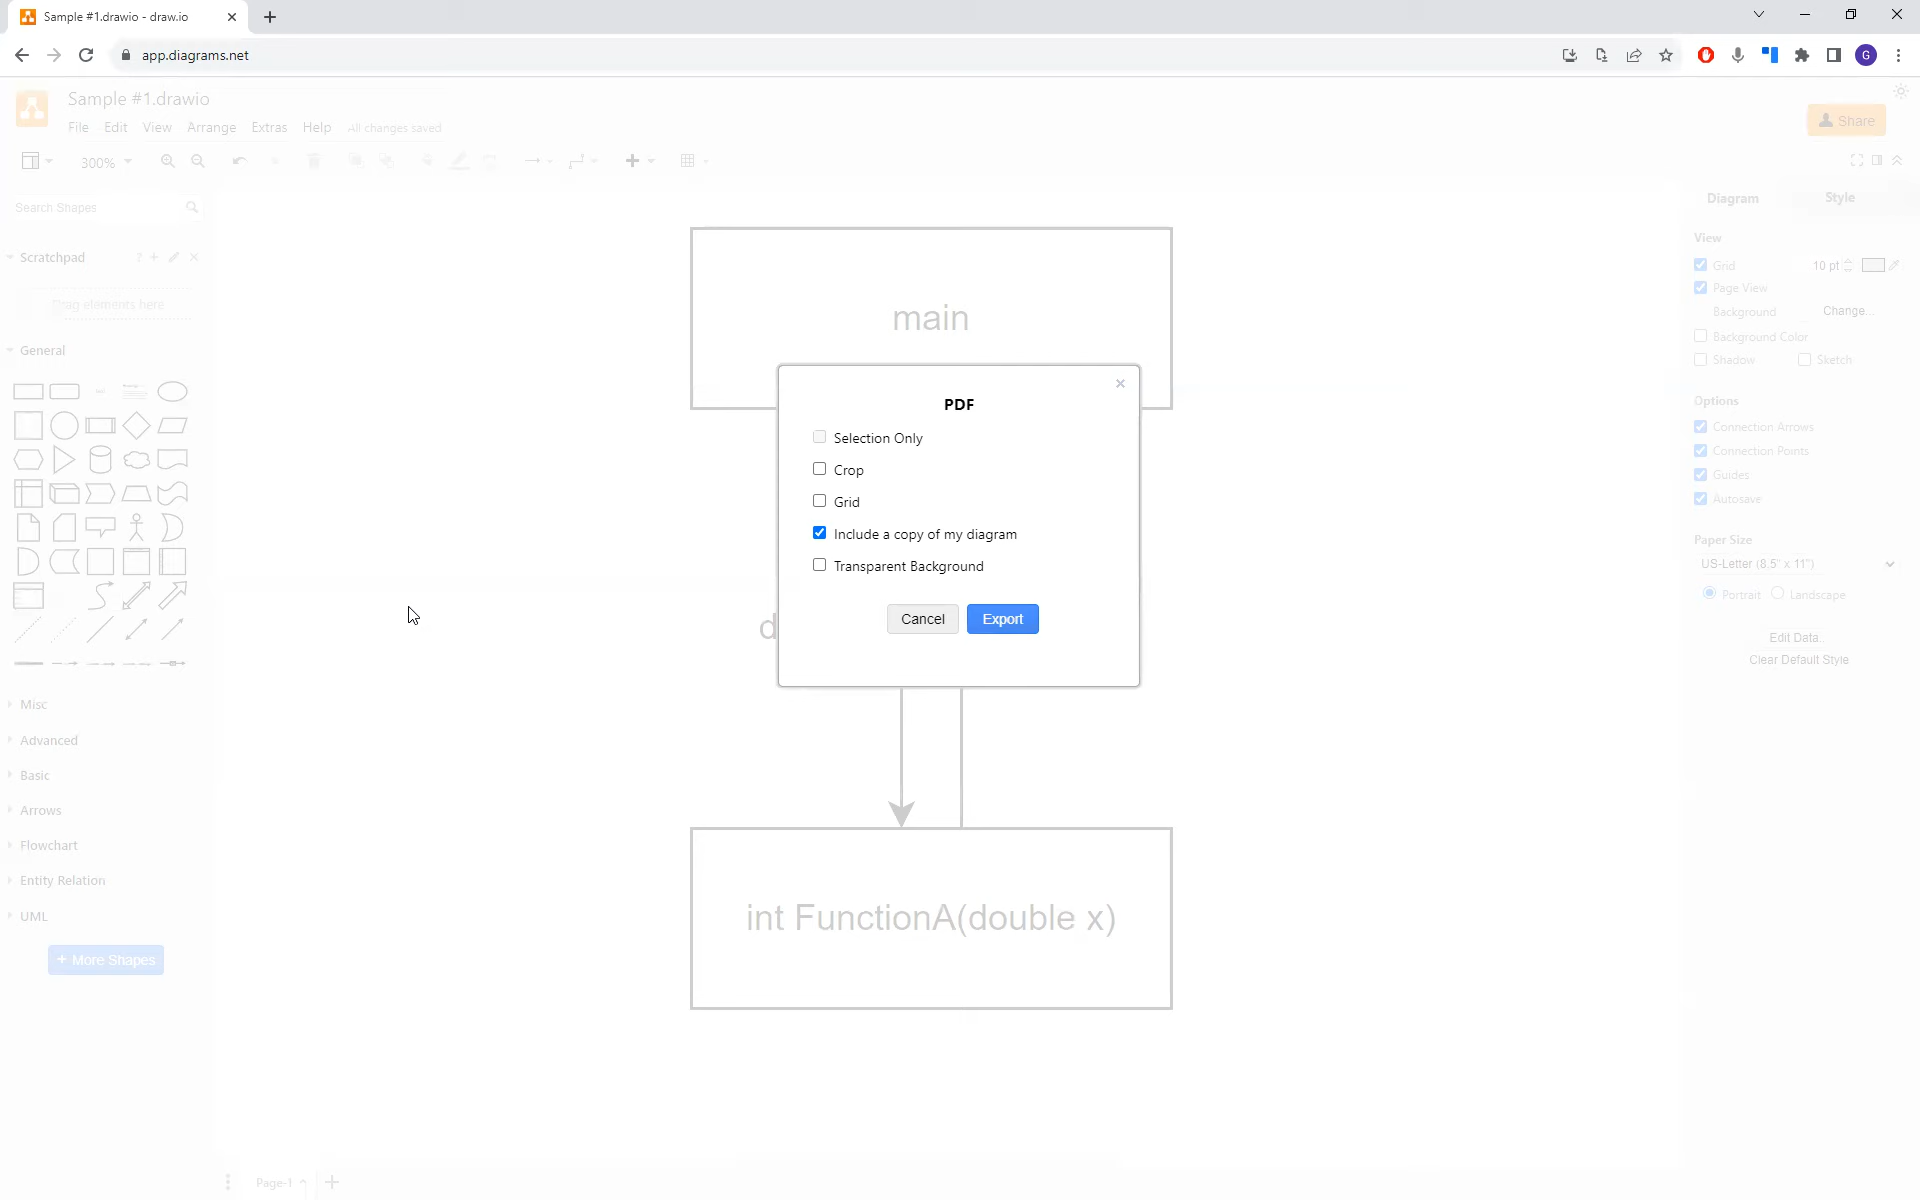 Sample #1.drawio - draw.io
app.diagrams.net
G
Sample #1.drawio
File Edit View Arrange Extras Help All changes saved
Share
300%
Search Shapes
Diagram Style
Scratchpad
?
Drag elements here
General
Text
Misc
Advanced
Basic
Arrows
Flowchart
Entity Relation
UML
+ More Shapes
main
PDF
Selection Only
Crop
Grid
Include a copy of my diagram
Transparent Background
Cancel Export
d
int FunctionA(double x)
View
Grid 10 pt
Page View
Background Change...
Background Color
Shadow Sketch
Options
Connection Arrows
Connection Points
Guides
Autosave
Paper Size
US-Letter (8.5" x 11")
Portrait Landscape
Edit Data...
Clear Default Style
Page-1